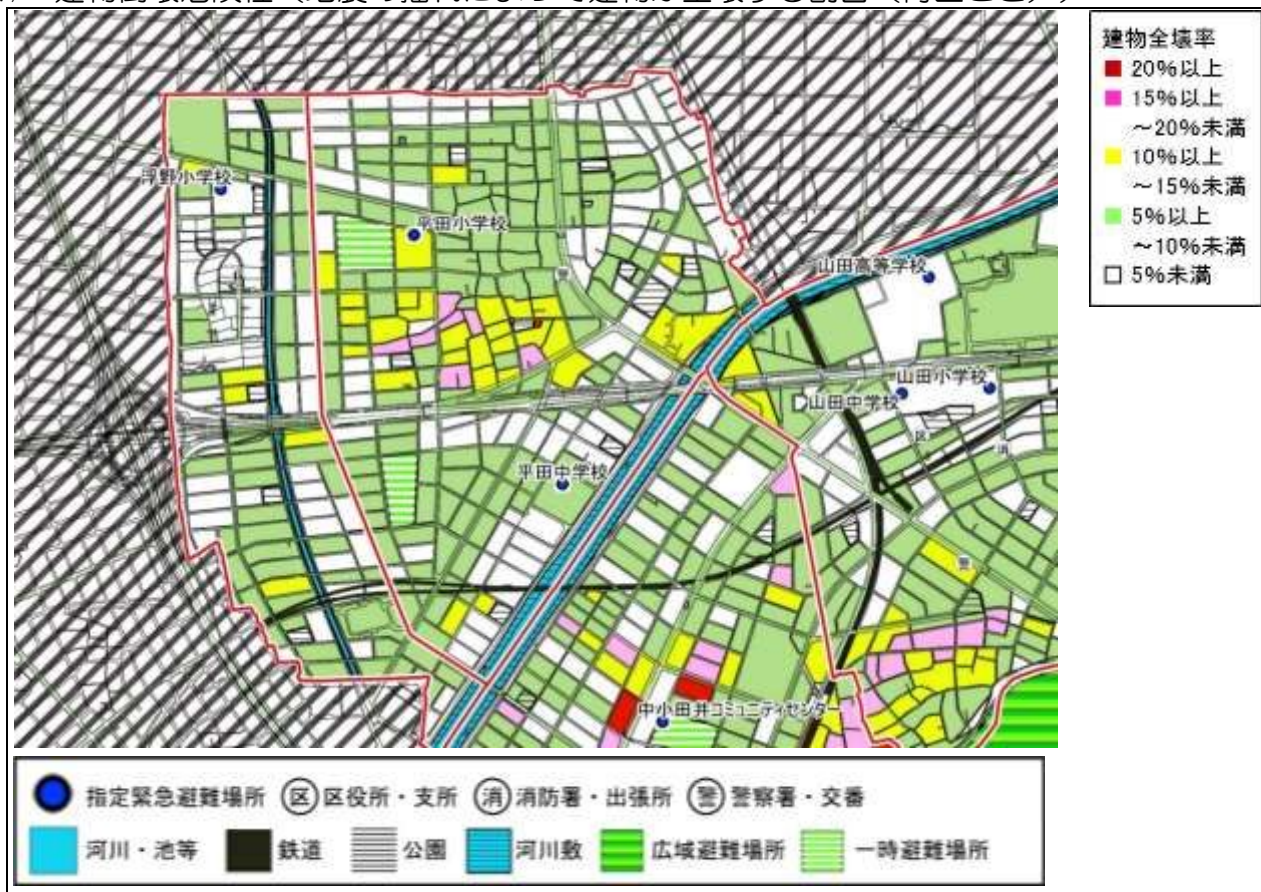 建物全壊率
20%以上
15%以上
～20%未満
10%以上
～15%未満
5%以上
～10%未満
5%未満
浮野小学校
平田小学校
山田高等学校
山田小学校
山田中学校
区
消
平田中学校
警
中小田井コミュニティセンター
指定緊急避難場所 区 区役所・支所 消 消防署・出張所 警 警察署・交番
河川・池等 鉄道 公園 河川敷 広域避難場所 一時避難場所